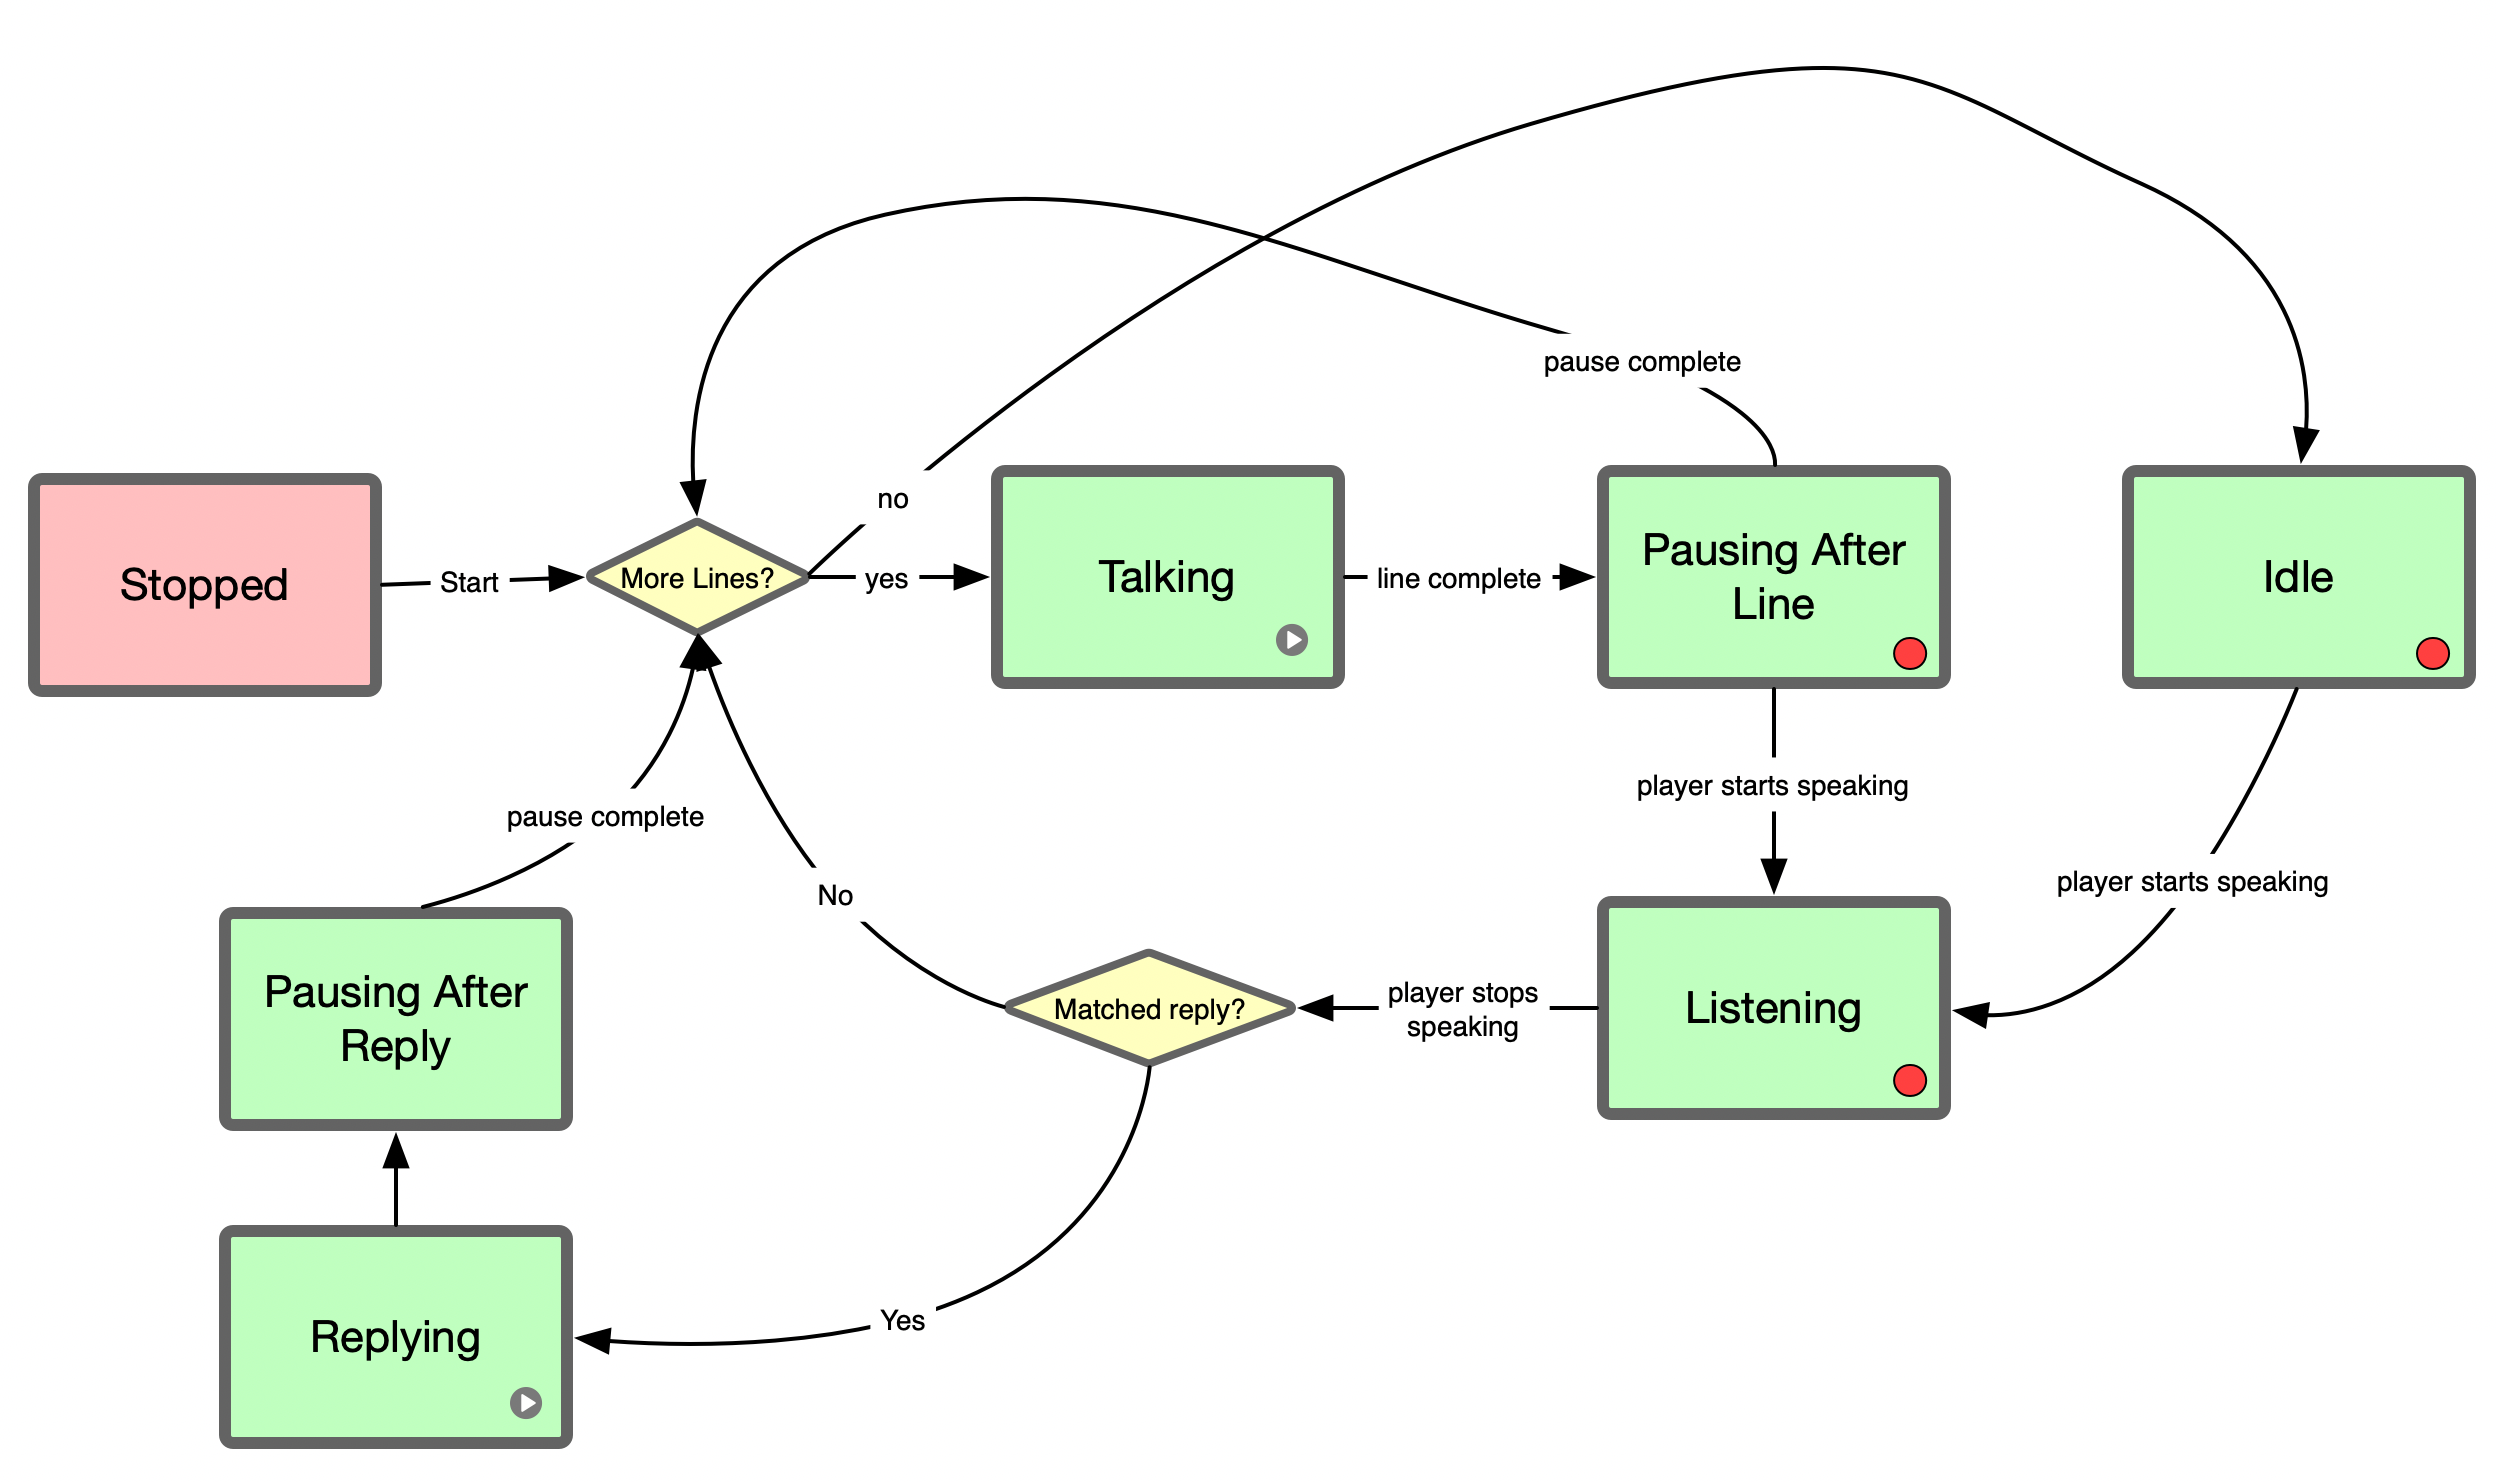 pause complete
no
Stopped
Start
More Lines?
yes
Talking
line complete
Pausing After
Line
Idle
player starts speaking
pause complete
No
player starts speaking
Pausing After
Reply
Matched reply?
player stops
speaking
Listening
Replying
Yes